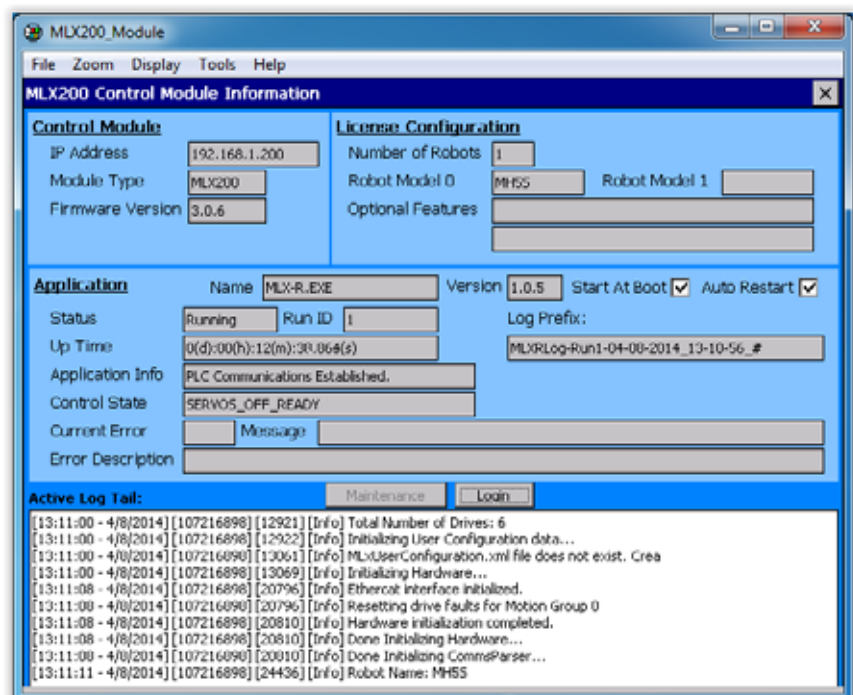 MLX200_Module
File Zoom Display Tools Help
MLX200 Control Module Information
Control Module
IP Address 192.168.1.200
Module Type MLX200
Firmware Version 3.0.6
License Configuration
Number of Robots 1
Robot Model 0 MH5S Robot Model 1
Optional Features
Application Name MLX-R.EXE Version 1.0.5 Start At Boot Auto Restart
Status Running Run ID 1 Log Prefix:
Up Time 0(d):00(h):12(m):38.864(s) MLXRLog-Run1-04-08-2014_13-10-56_#
Application Info PLC Communications Established.
Control State SERVOS_OFF_READY
Current Error Message
Error Description
Active Log Tail: Maintenance Login
[13:11:00 - 4/8/2014] [107216898] [12921] [Info] Total Number of Drives: 6
[13:11:00 - 4/8/2014] [107216898] [12922] [Info] Initializing User Configuration data...
[13:11:00 - 4/8/2014] [107216898] [13061] [Info] MLxUserConfiguration.xml file does not exist. Crea
[13:11:00 - 4/8/2014] [107216898] [13069] [Info] Initializing Hardware...
[13:11:08 - 4/8/2014] [107216898] [20796] [Info] Ethercat interface initialized.
[13:11:08 - 4/8/2014] [107216898] [20796] [Info] Resetting drive faults for Motion Group 0
[13:11:08 - 4/8/2014] [107216898] [20810] [Info] Hardware initialization completed.
[13:11:08 - 4/8/2014] [107216898] [20810] [Info] Done Initializing Hardware...
[13:11:08 - 4/8/2014] [107216898] [20810] [Info] Done Initializing CommsParser...
[13:11:11 - 4/8/2014] [107216898] [24436] [Info] Robot Name: MH5S